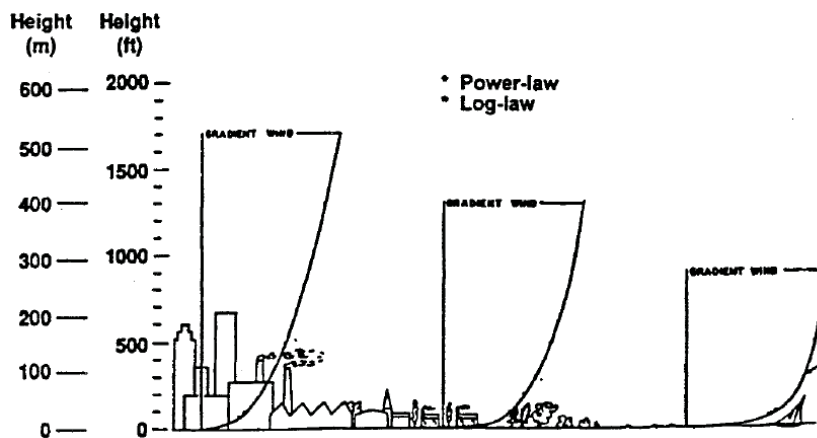 Height Height
(m) (ft)
600
2000
* Power-law
* Log-law
GRADIENT WIND
500
1500
400
GRADIENT WIND
1000
300
GRADIENT WIND
200
500
100
0
0